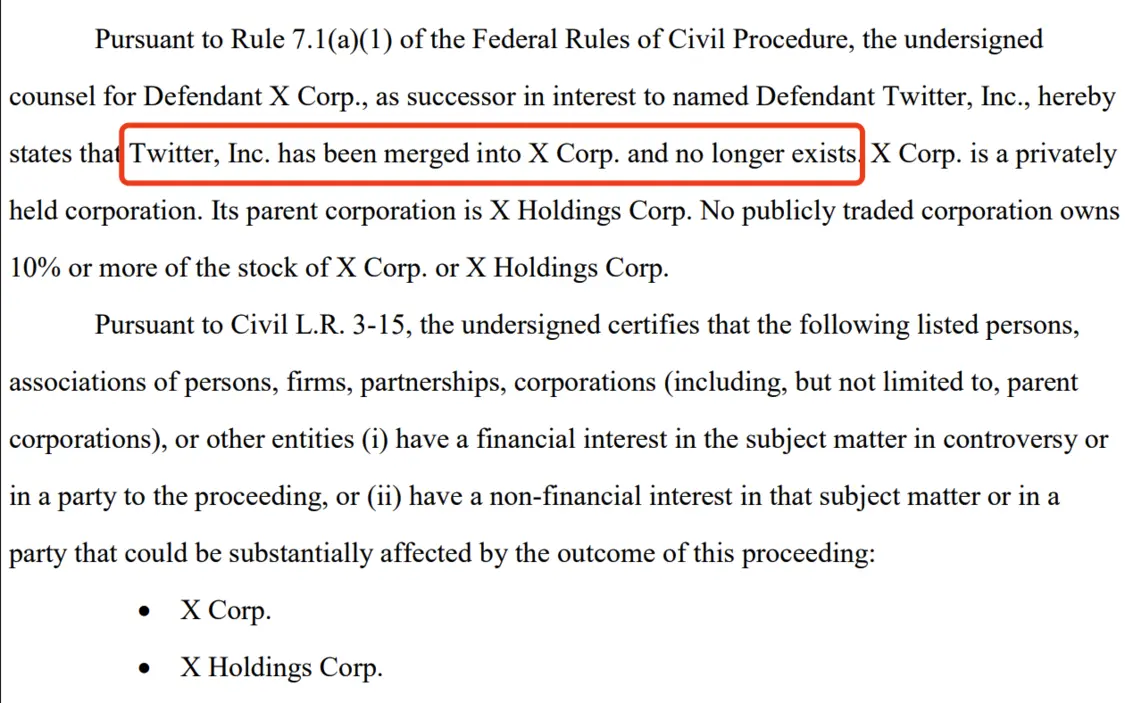 Pursuant to Rule 7.1(a)(1) of the Federal Rules of Civil Procedure, the undersigned
counsel for Defendant X Corp., as successor in interest to named Defendant Twitter, Inc., hereby
states that Twitter, Inc. has been merged into X Corp. and no longer exists. X Corp. is a privately
held corporation. Its parent corporation is X Holdings Corp. No publicly traded corporation owns
10% or more of the stock of X Corp. or X Holdings Corp.
Pursuant to Civil L.R. 3-15, the undersigned certifies that the following listed persons,
associations of persons, firms, partnerships, corporations (including, but not limited to, parent
corporations), or other entities (i) have a financial interest in the subject matter in controversy or
in a party to the proceeding, or (ii) have a non-financial interest in that subject matter or in a
party that could be substantially affected by the outcome of this proceeding:
• X Corp.
• X Holdings Corp.